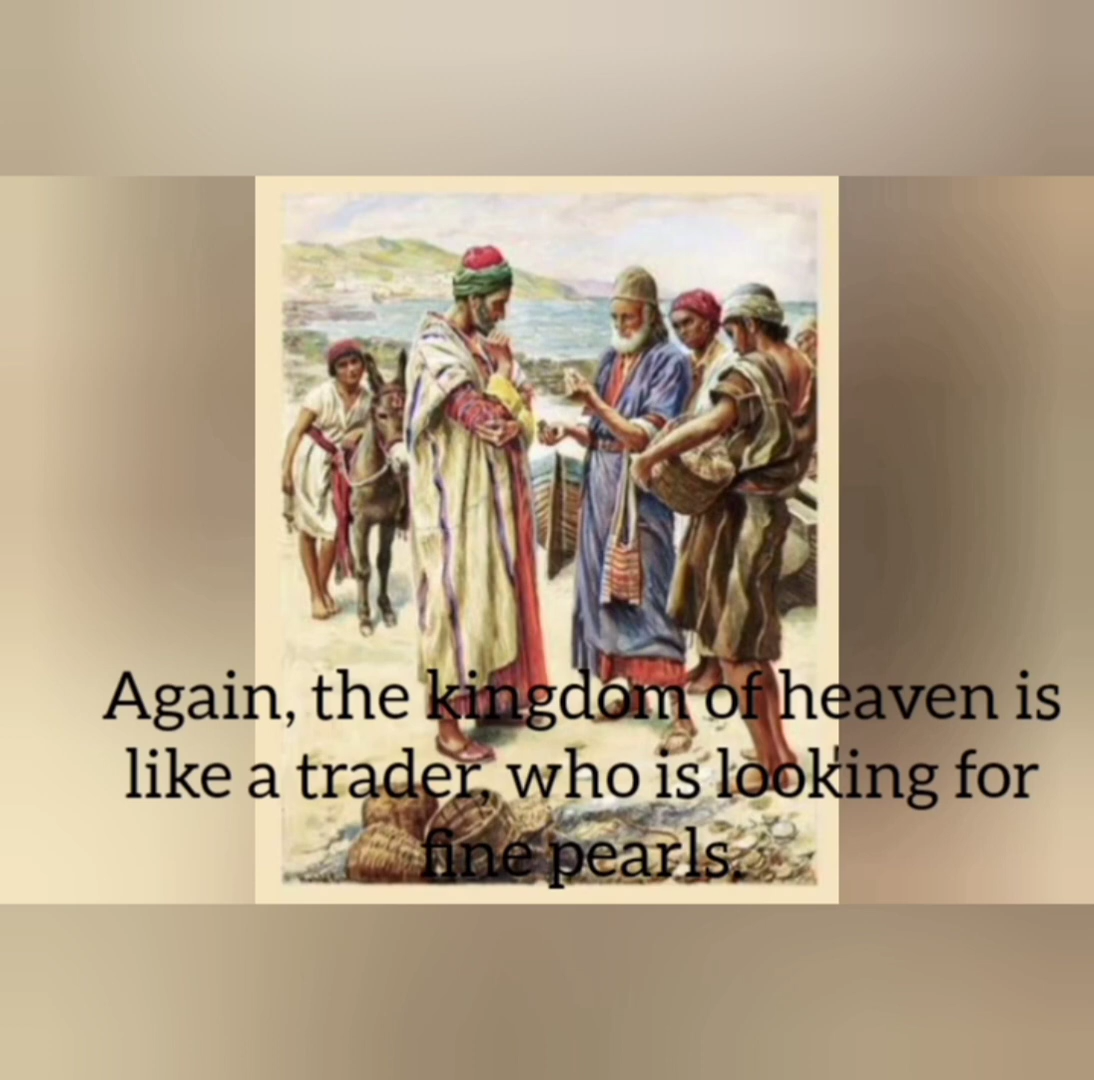 Again, the kingdom of heaven is
like a trader, who is looking for
fine pearls.